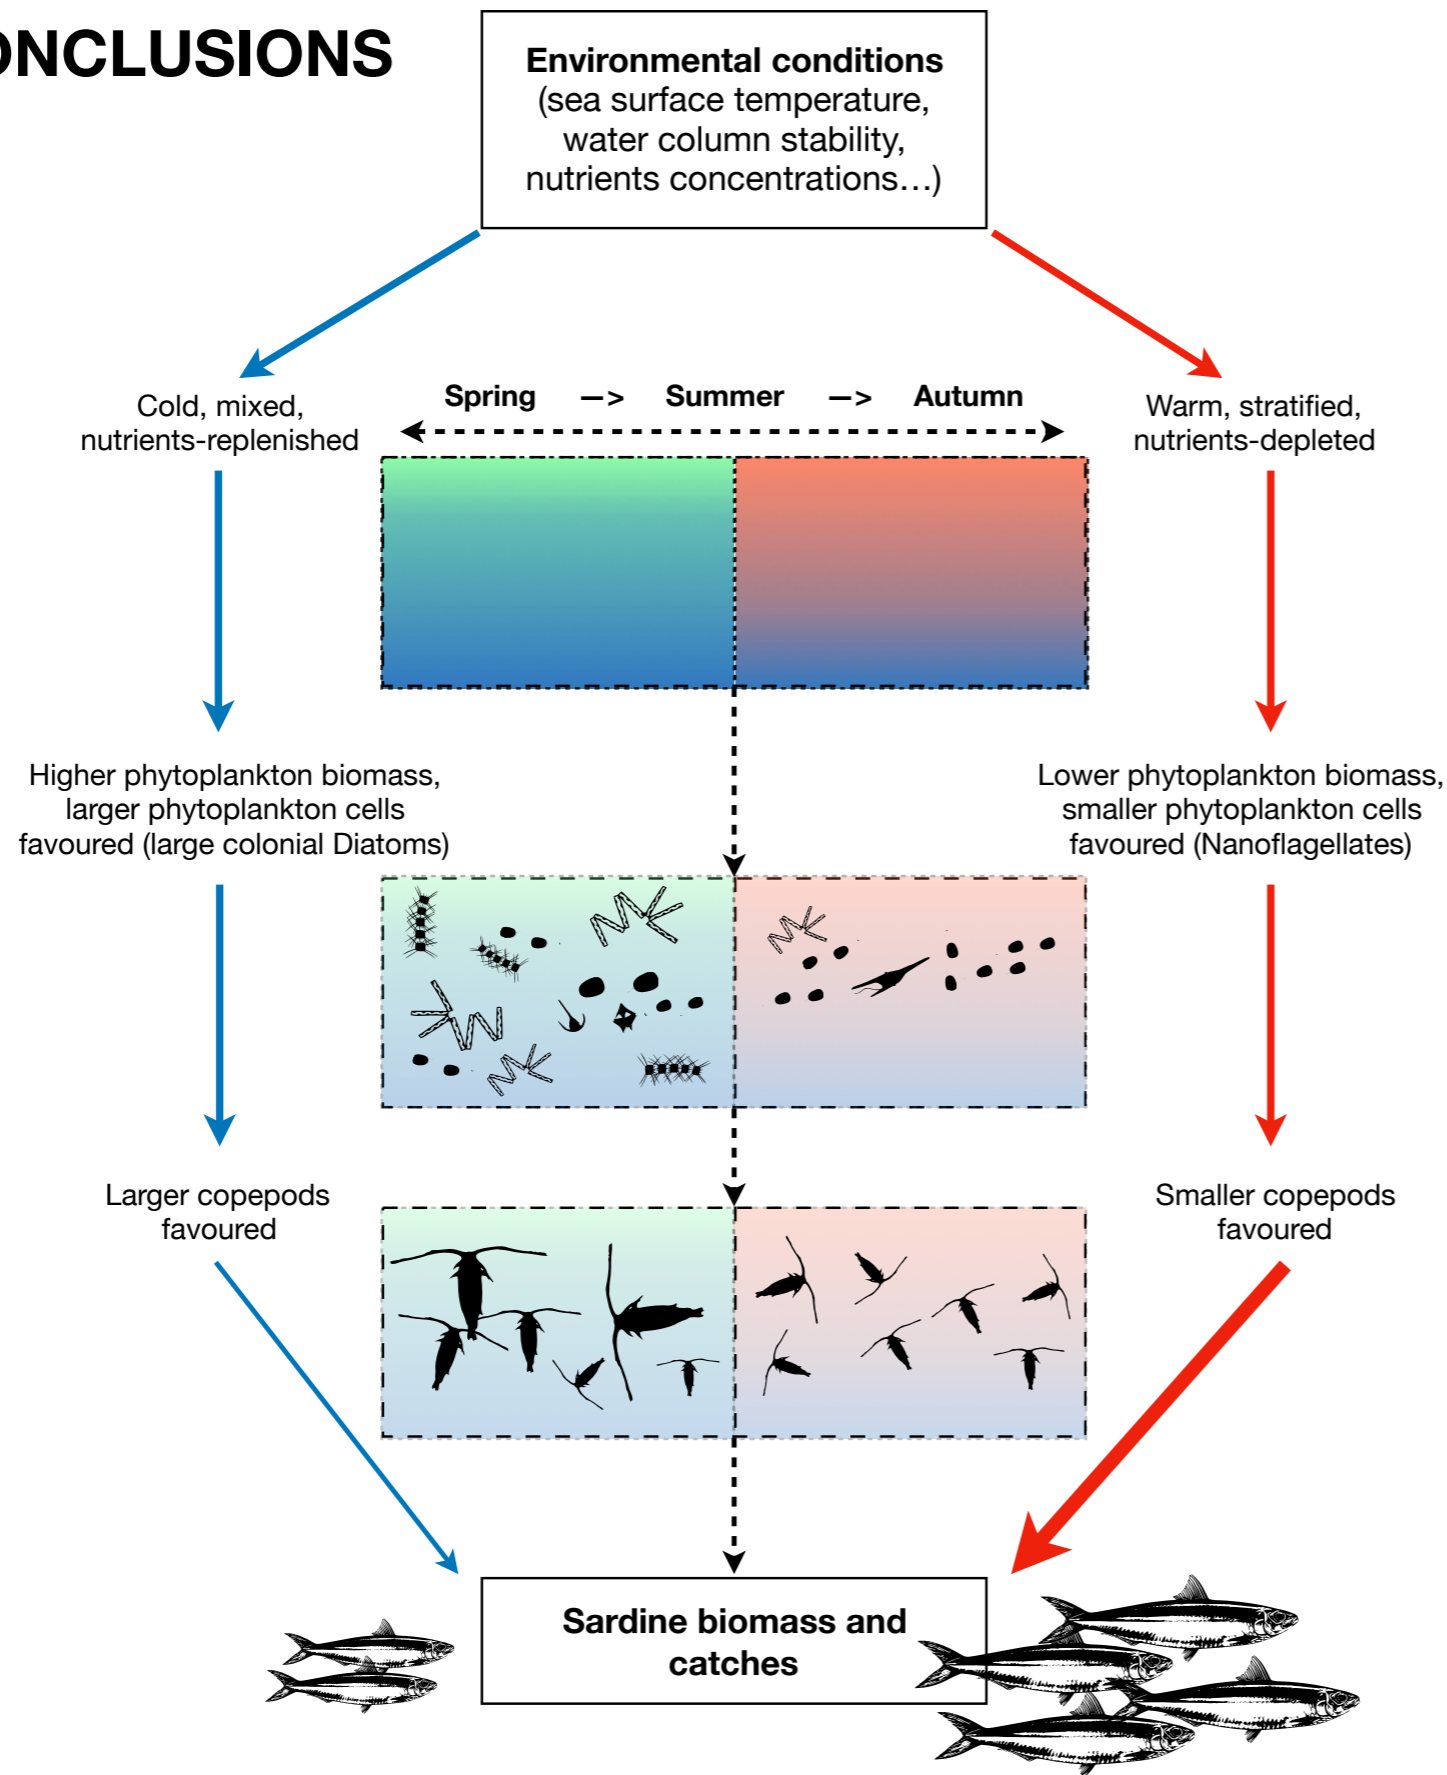 ONCLUSIONS
Environmental conditions
(sea surface temperature,
water column stability,
nutrients concentrations…)
Cold, mixed,
nutrients-replenished
Spring —> Summer —> Autumn
Warm, stratified,
nutrients-depleted
Higher phytoplankton biomass,
larger phytoplankton cells
favoured (large colonial Diatoms)
Lower phytoplankton biomass,
smaller phytoplankton cells
favoured (Nanoflagellates)
Larger copepods
favoured
Smaller copepods
favoured
Sardine biomass and
catches